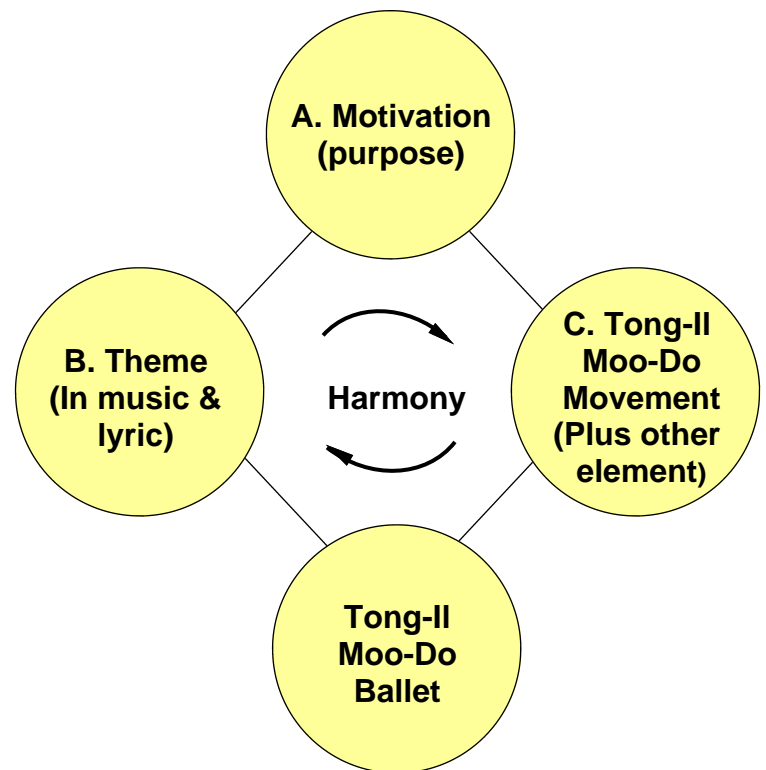 A. Motivation
(purpose)
B. Theme
(In music &
lyric)
Harmony
C. Tong-Il
Moo-Do
Movement
(Plus other
element)
Tong-Il
Moo-Do
Ballet